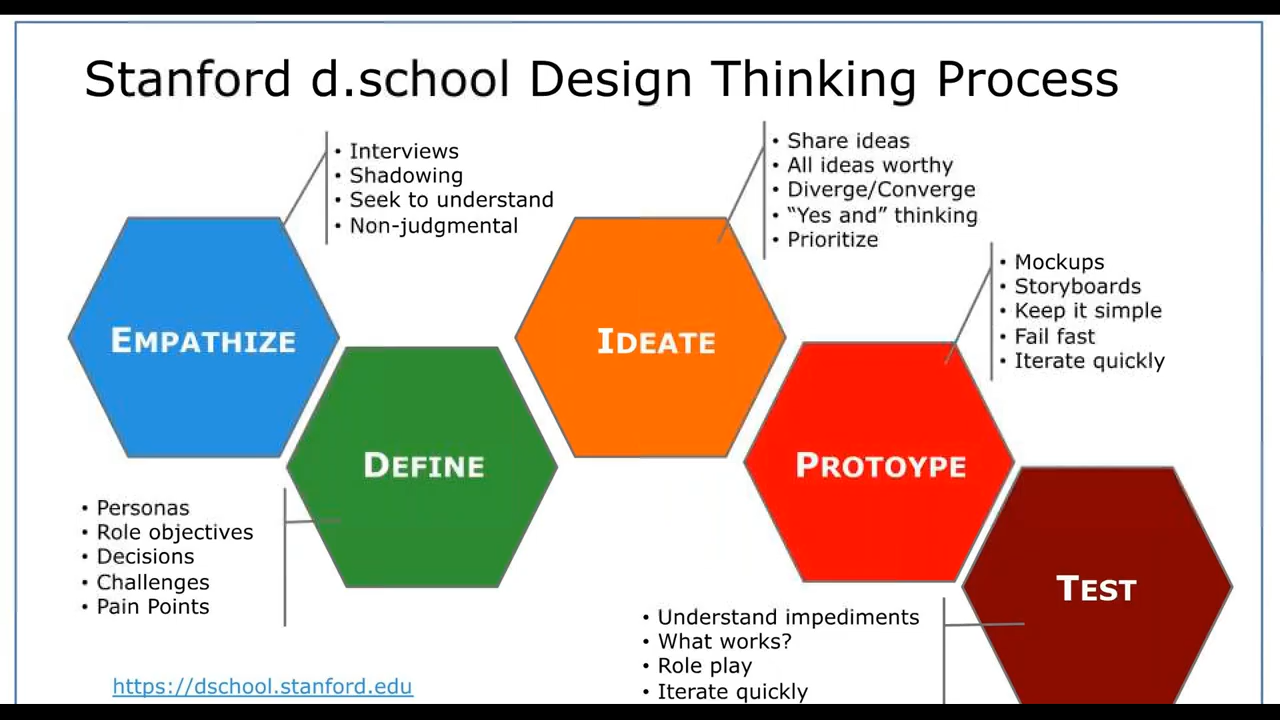 Stanford d.school Design Thinking Process
• Interviews
• Shadowing
• Seek to understand
• Non-judgmental
EMPATHIZE
• Personas
• Role objectives
• Decisions
• Challenges
• Pain Points
DEFINE
• Share ideas
• All ideas worthy
• Diverge/Converge
• “Yes and” thinking
• Prioritize
IDEATE
• Mockups
• Storyboards
• Keep it simple
• Fail fast
• Iterate quickly
PROTOYPE
• Understand impediments
• What works?
• Role play
• Iterate quickly
TEST
https://dschool.stanford.edu